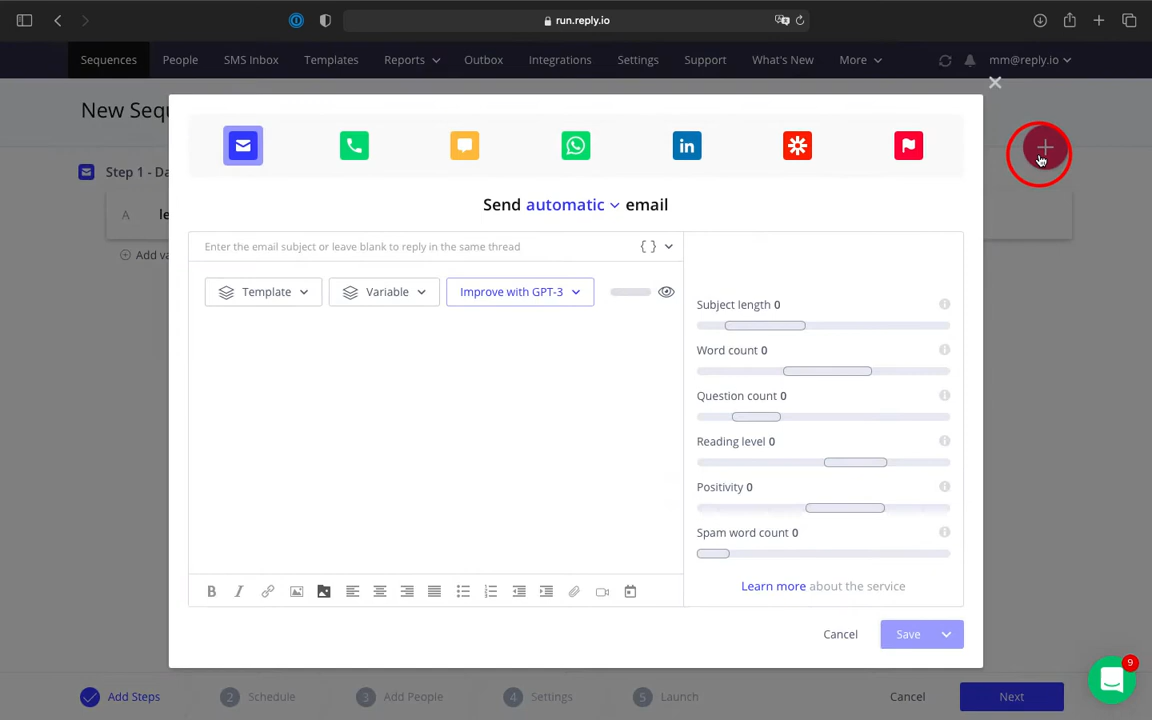 run.reply.io
Sequences People SMS Inbox Templates Reports Outbox Integrations Settings Support What's New More mm@reply.io
New Seq
Step 1 - Da
A le
Add va
in
Send automatic email
Enter the email subject or leave blank to reply in the same thread { }
Template Variable Improve with GPT-3
Subject length 0
Word count 0
Question count 0
Reading level 0
Positivity 0
Spam word count 0
Learn more about the service
B I
Cancel Save
9
Add Steps 2 Schedule 3 Add People 4 Settings 5 Launch Cancel Next